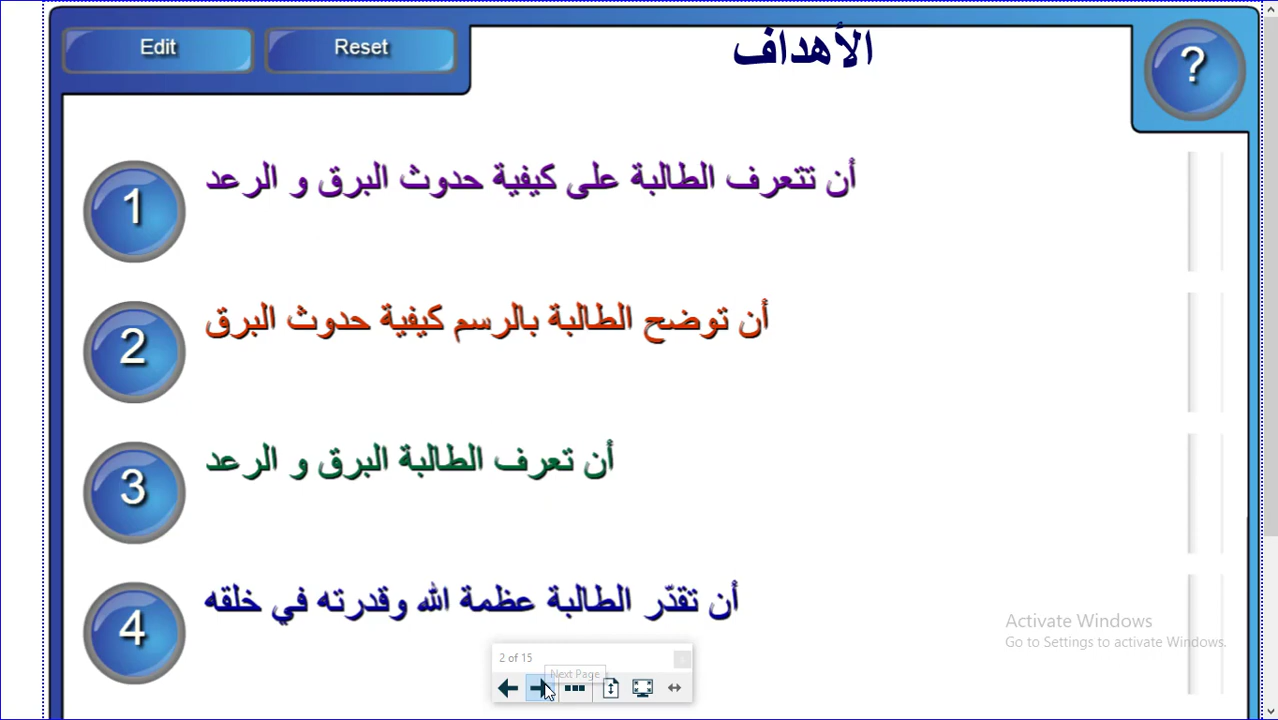 Edit
Reset
الأهداف
?
1
أن تتعرف الطالبة على كيفية حدوث البرق و الرعد
2
أن توضح الطالبة بالرسم كيفية حدوث البرق
3
أن تعرف الطالبة البرق و الرعد
4
أن تقدّر الطالبة عظمة الله وقدرته في خلقه
Activate Windows
Go to Settings to activate Windows.
2 of 15
Next Page